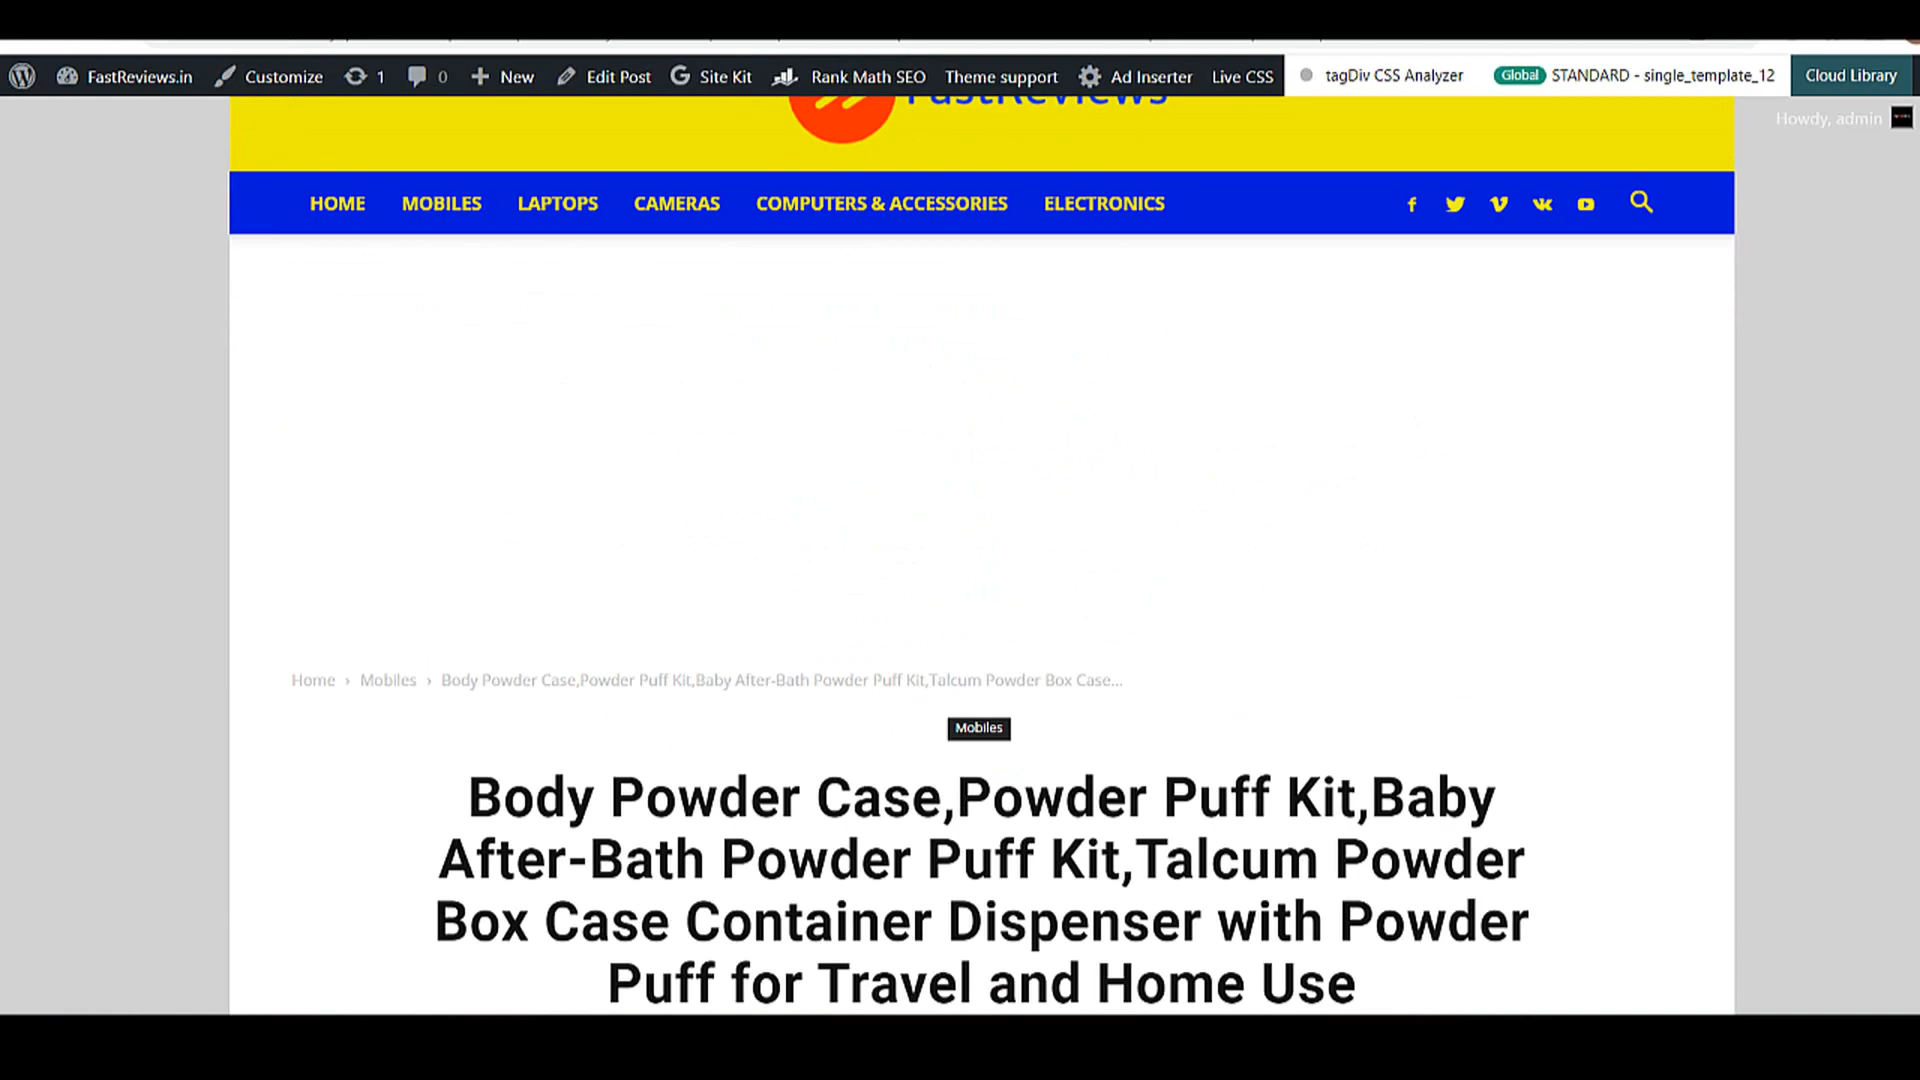 FastReviews.in Customize 1 0 New Edit Post Site Kit Rank Math SEO Theme support Ad Inserter Live CSS tagDiv CSS Analyzer Global STANDARD - single_template_12 Cloud Library
FastReviews
Howdy, admin
HOME MOBILES LAPTOPS CAMERAS COMPUTERS & ACCESSORIES ELECTRONICS
Home › Mobiles › Body Powder Case,Powder Puff Kit,Baby After-Bath Powder Puff Kit,Talcum Powder Box Case...
Mobiles
Body Powder Case,Powder Puff Kit,Baby
After-Bath Powder Puff Kit,Talcum Powder
Box Case Container Dispenser with Powder
Puff for Travel and Home Use